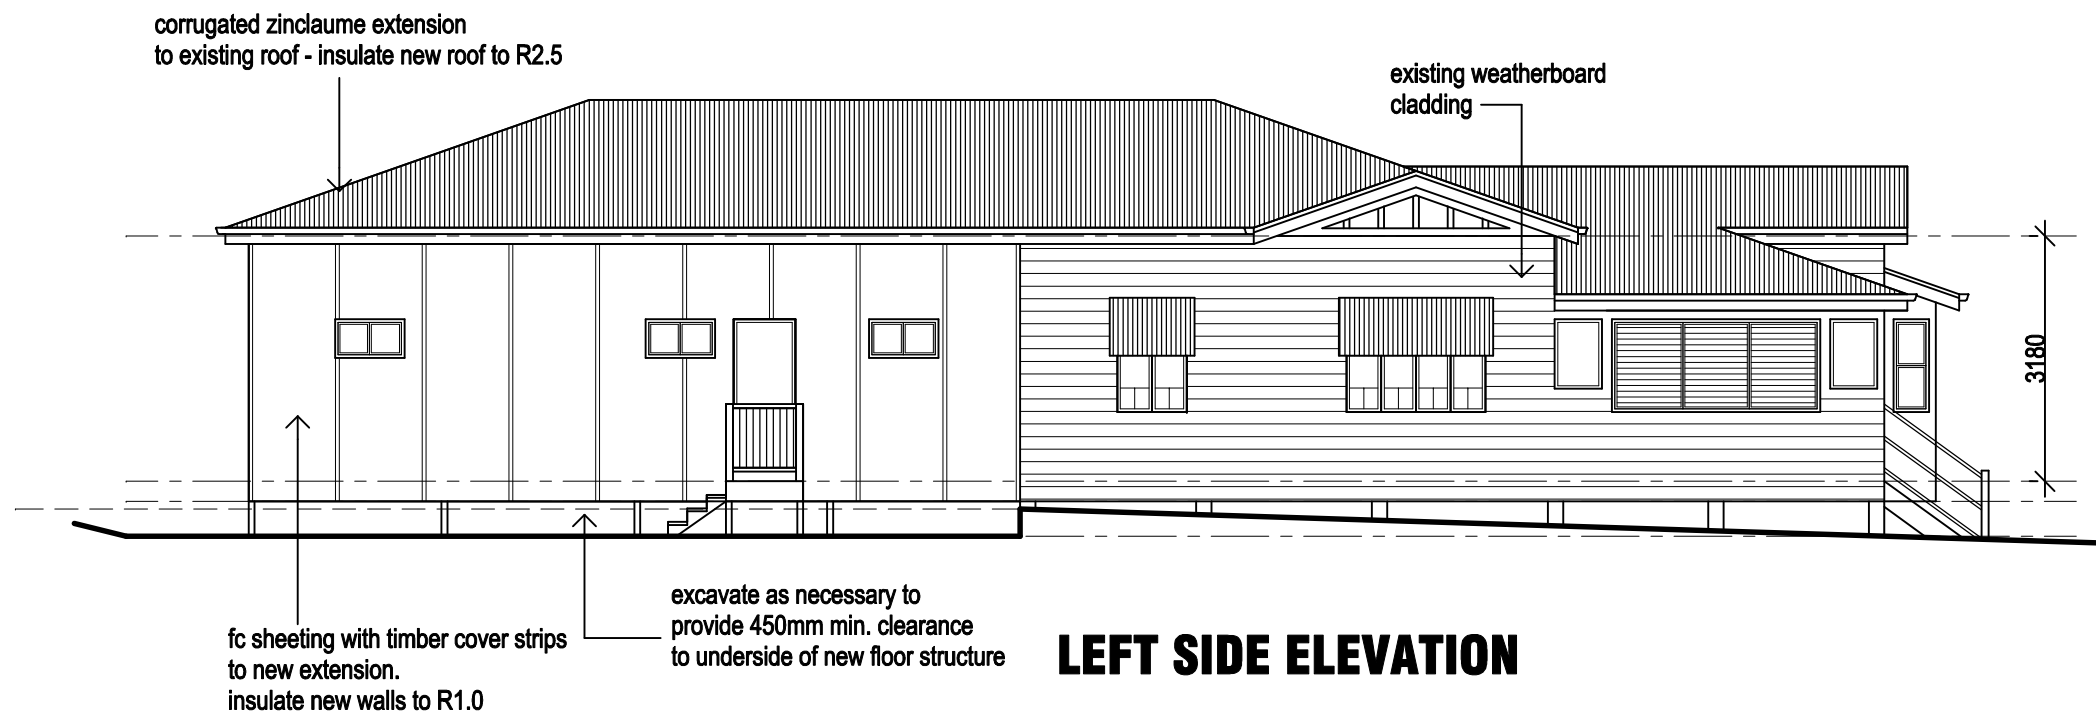 corrugated zinclaume extension
to existing roof - insulate new roof to R2.5
existing weatherboard
cladding
3180
excavate as necessary to
provide 450mm min. clearance
to underside of new floor structure
fc sheeting with timber cover strips
to new extension.
insulate new walls to R1.0
LEFT SIDE ELEVATION